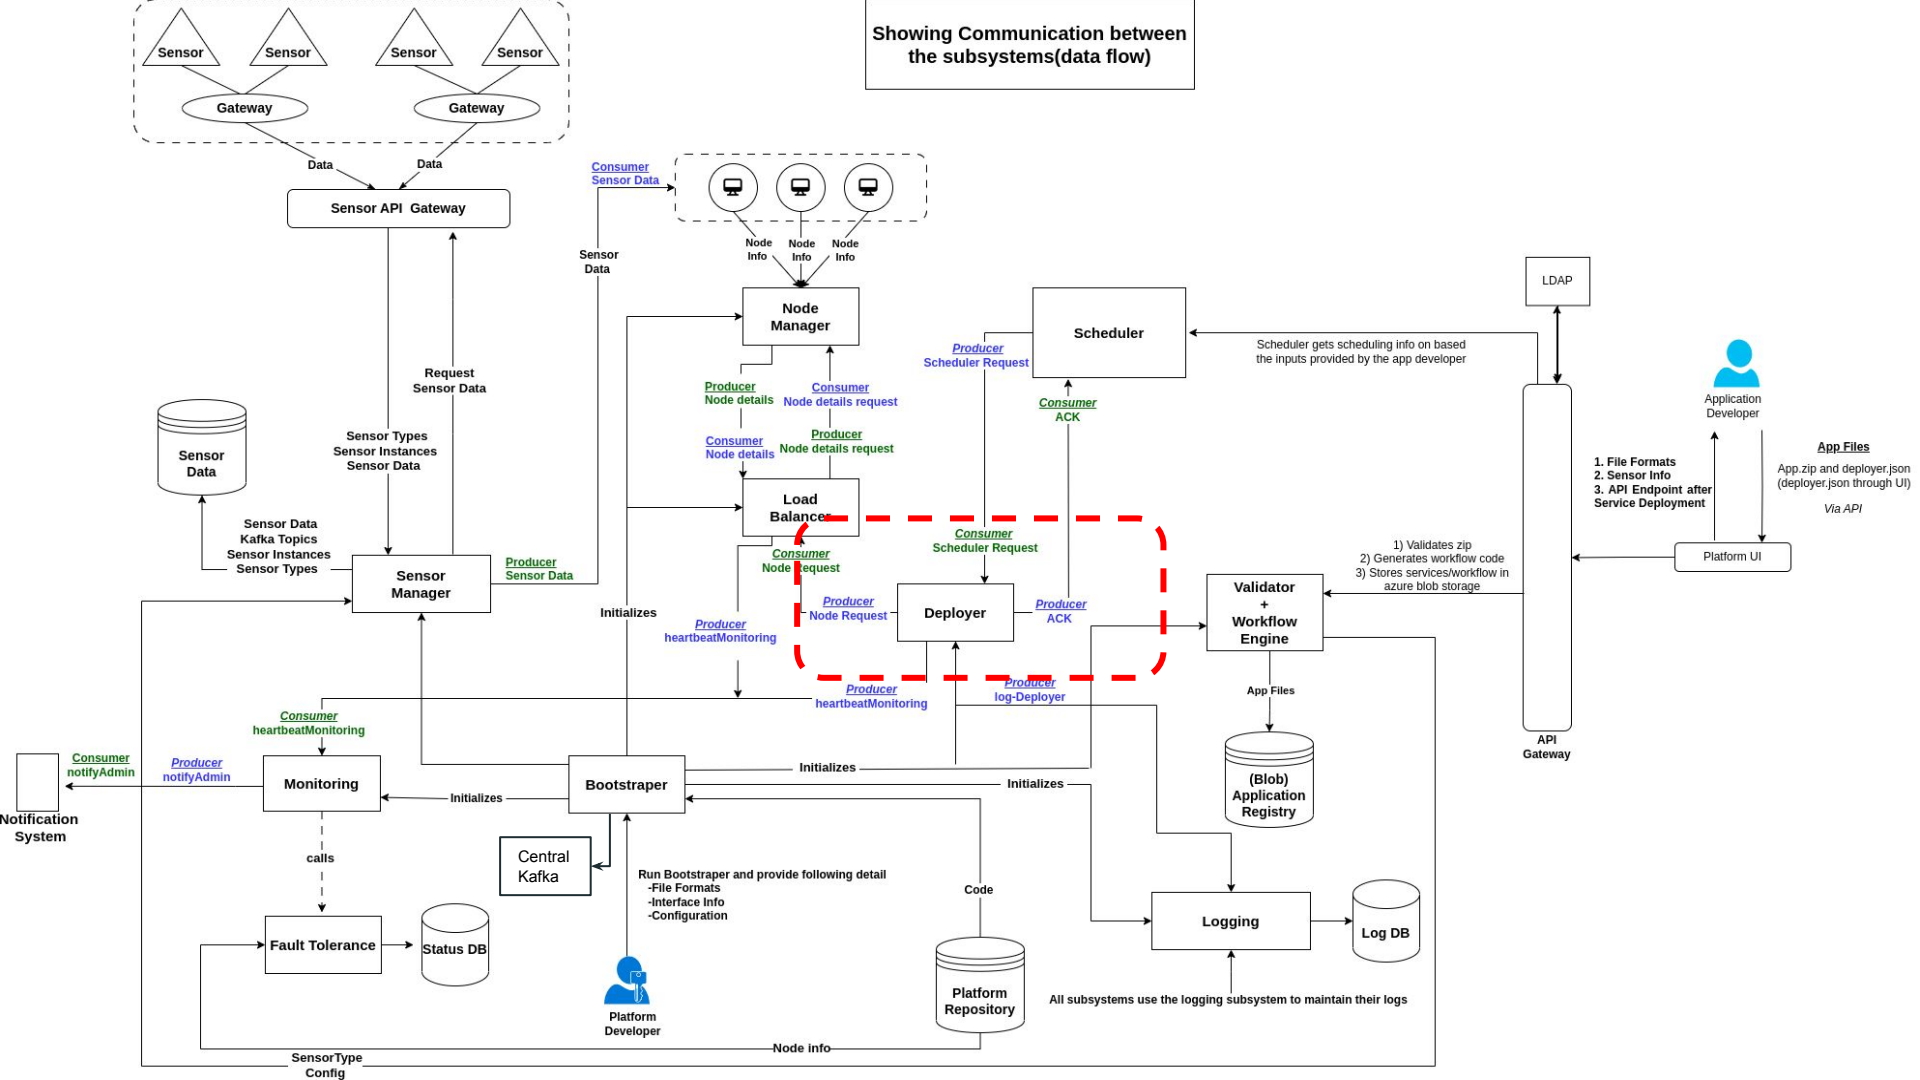 Showing Communication between
the subsystems(data flow)
Sensor
Sensor
Sensor
Sensor
Gateway
Gateway
Data
Data
Sensor API  Gateway
Consumer
Sensor Data
Sensor
Data
Node
Info
Node
Info
Node
Info
Node
Manager
Scheduler
LDAP
Producer
Scheduler Request
Scheduler gets scheduling info on based
the inputs provided by the app developer
Request
Sensor Data
Producer
Node details
Consumer
Node details request
Consumer
ACK
Application
Developer
Sensor Types
Sensor Instances
Sensor Data
Consumer
Node details
Producer
Node details request
App Files
App.zip and deployer.json
(deployer.json through UI)
Via API
1. File Formats
2. Sensor Info
3. API Endpoint after
Service Deployment
Sensor
Data
Load
Balancer
Sensor Data
Kafka Topics
Sensor Instances
Sensor Types
Consumer
Scheduler Request
Consumer
Node Request
1) Validates zip
2) Generates workflow code
3) Stores services/workflow in
azure blob storage
Platform UI
Sensor
Manager
Producer
Sensor Data
Initializes
Producer
Node Request
Deployer
Producer
ACK
Validator
+
Workflow
Engine
Producer
heartbeatMonitoring
Producer
heartbeatMonitoring
Producer
log-Deployer
App Files
Consumer
heartbeatMonitoring
API
Gateway
Consumer
notifyAdmin
Producer
notifyAdmin
Monitoring
Initializes
Bootstraper
Initializes
Initializes
(Blob)
Application
Registry
Notification
System
calls
Central
Kafka
Run Bootstraper and provide following detail
-File Formats
-Interface Info
-Configuration
Code
Fault Tolerance
Status DB
Logging
Log DB
Platform
Developer
Platform
Repository
All subsystems use the logging subsystem to maintain their logs
Node info
SensorType
Config